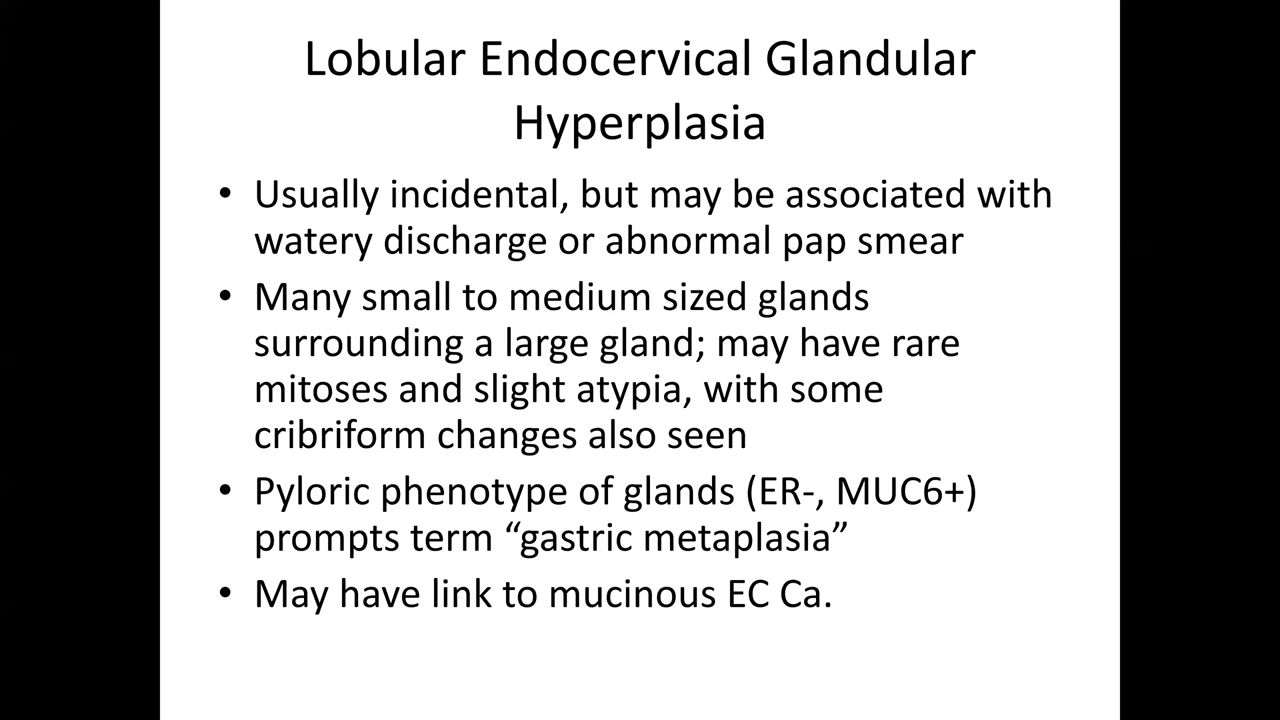 Lobular Endocervical Glandular
Hyperplasia
• Usually incidental, but may be associated with
watery discharge or abnormal pap smear
• Many small to medium sized glands
surrounding a large gland; may have rare
mitoses and slight atypia, with some
cribriform changes also seen
• Pyloric phenotype of glands (ER-, MUC6+)
prompts term “gastric metaplasia”
• May have link to mucinous EC Ca.